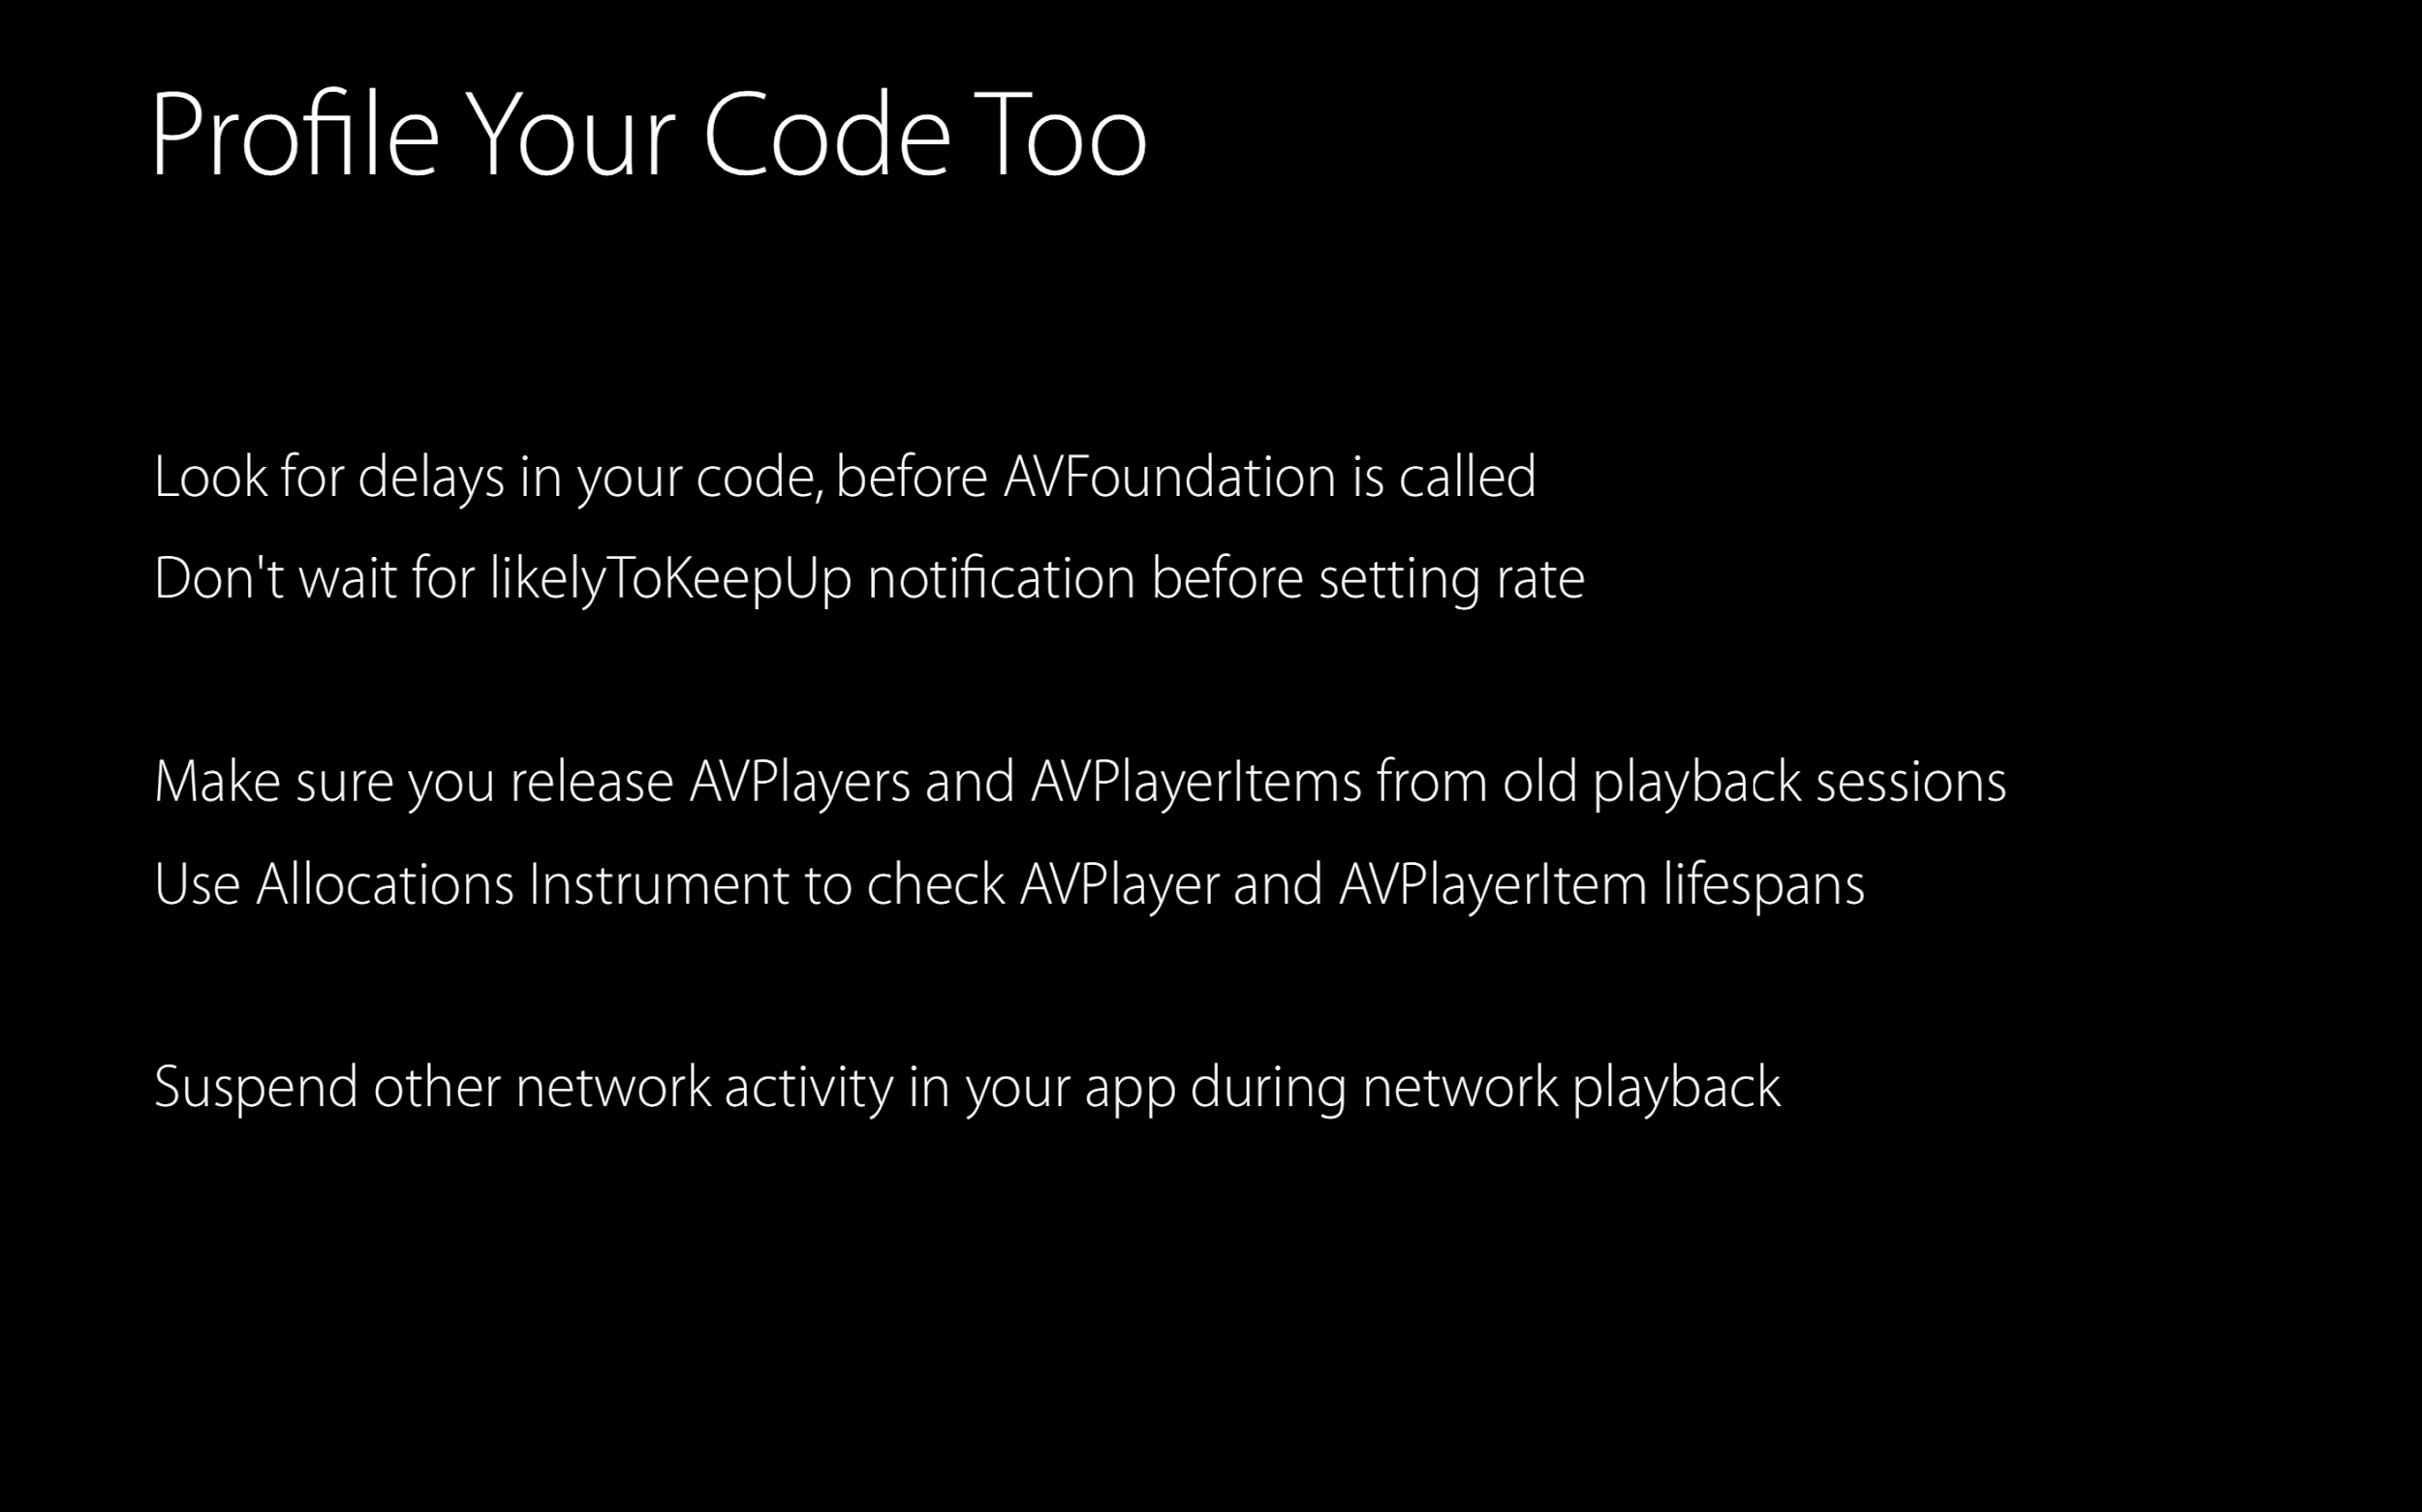 Profile Your Code Too
Look for delays in your code, before AVFoundation is called
Don't wait for likelyToKeepUp notification before setting rate
Make sure you release AVPlayers and AVPlayerItems from old playback sessions
Use Allocations Instrument to check AVPlayer and AVPlayerItem lifespans
Suspend other network activity in your app during network playback